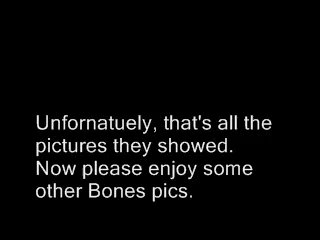 Unfornatuely, that's all the
pictures they showed.
Now please enjoy some
other Bones pics.